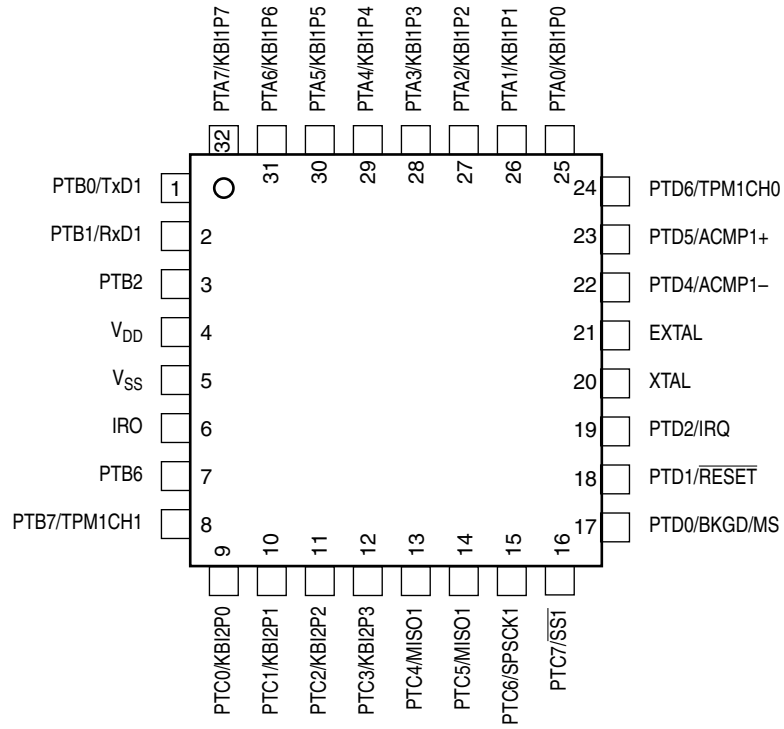 PTA7/KBI1P7
PTA6/KBI1P6
PTA5/KBI1P5
PTA4/KBI1P4
PTA3/KBI1P3
PTA2/KBI1P2
PTA1/KBI1P1
PTA0/KBI1P0
32
31
30
29
28
27
26
25
PTB0/TxD1
1
24
PTD6/TPM1CH0
PTB1/RxD1
2
23
PTD5/ACMP1+
PTB2
3
22
PTD4/ACMP1–
VDD
4
21
EXTAL
VSS
5
20
XTAL
IRO
6
19
PTD2/IRQ
PTB6
7
18
PTD1/RESET
PTB7/TPM1CH1
8
17
PTD0/BKGD/MS
9
10
11
12
13
14
15
16
PTC0/KBI2P0
PTC1/KBI2P1
PTC2/KBI2P2
PTC3/KBI2P3
PTC4/MISO1
PTC5/MISO1
PTC6/SPSCK1
PTC7/SS1